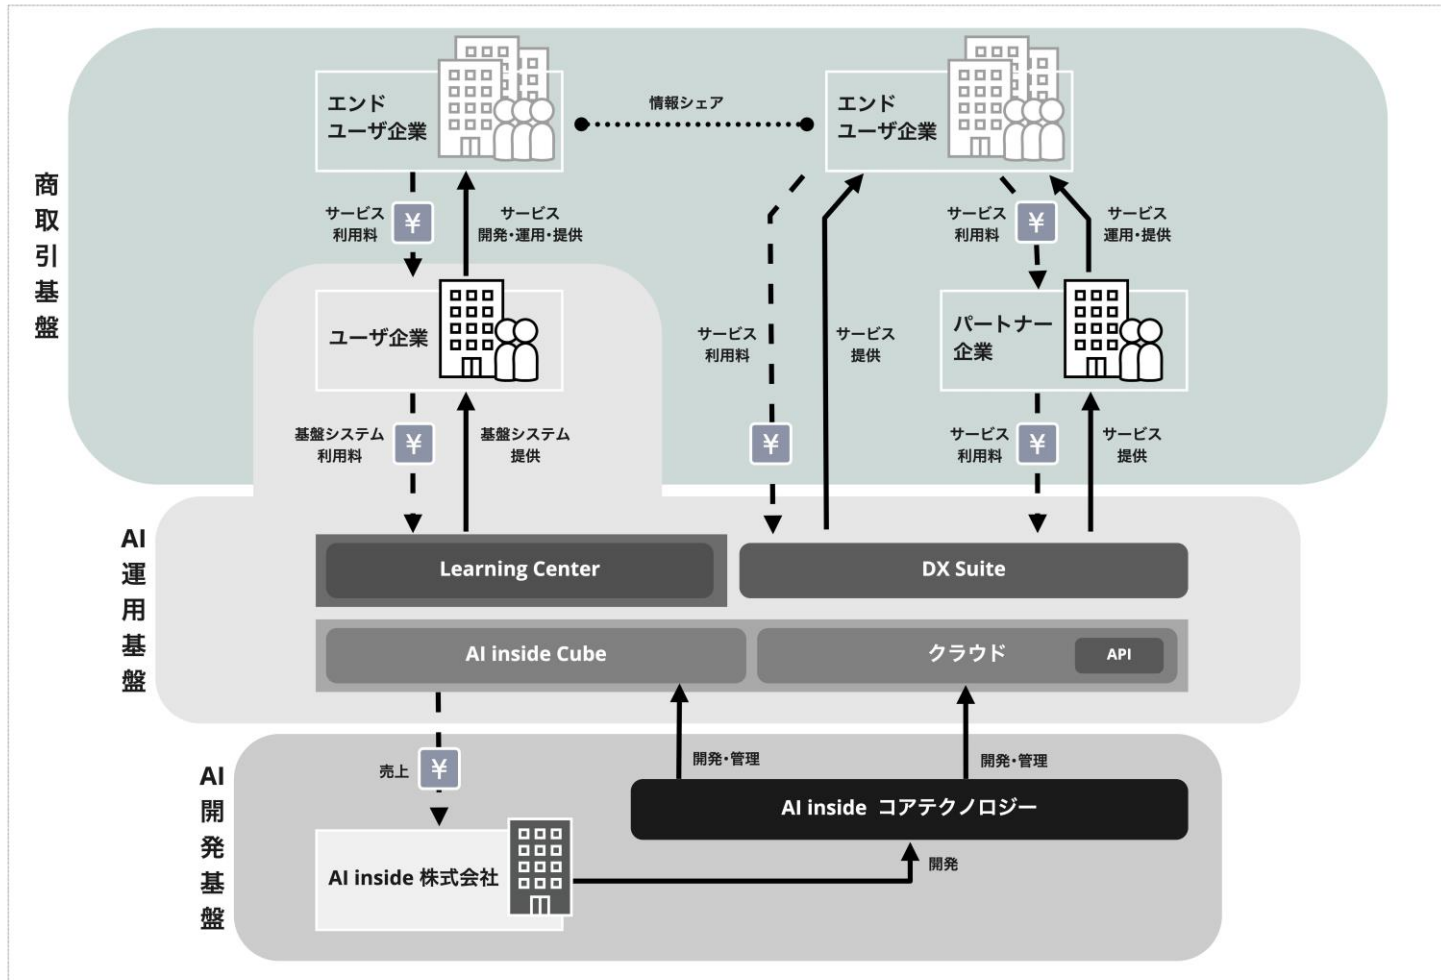 商取引基盤
エンド
ユーザ企業
情報シェア
エンド
ユーザ企業
サービス
利用料
¥
サービス
開発・運用・提供
サービス
利用料
¥
サービス
運用・提供
ユーザ企業
サービス
利用料
¥
サービス
提供
パートナー
企業
基盤システム
利用料
¥
基盤システム
提供
サービス
利用料
¥
サービス
提供
AI運用基盤
Learning Center
DX Suite
AI inside Cube
クラウド
API
AI開発基盤
売上
¥
開発・管理
開発・管理
AI inside コアテクノロジー
AI inside 株式会社
開発